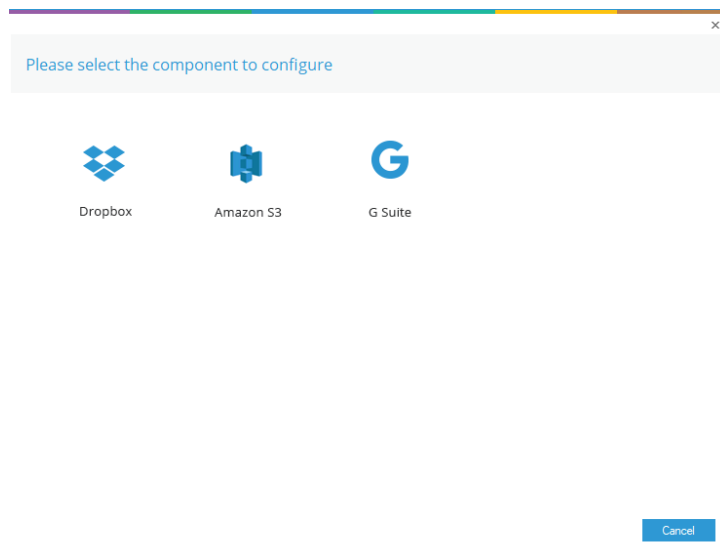 ×
Please select the component to configure
Dropbox
Amazon S3
G Suite
Cancel